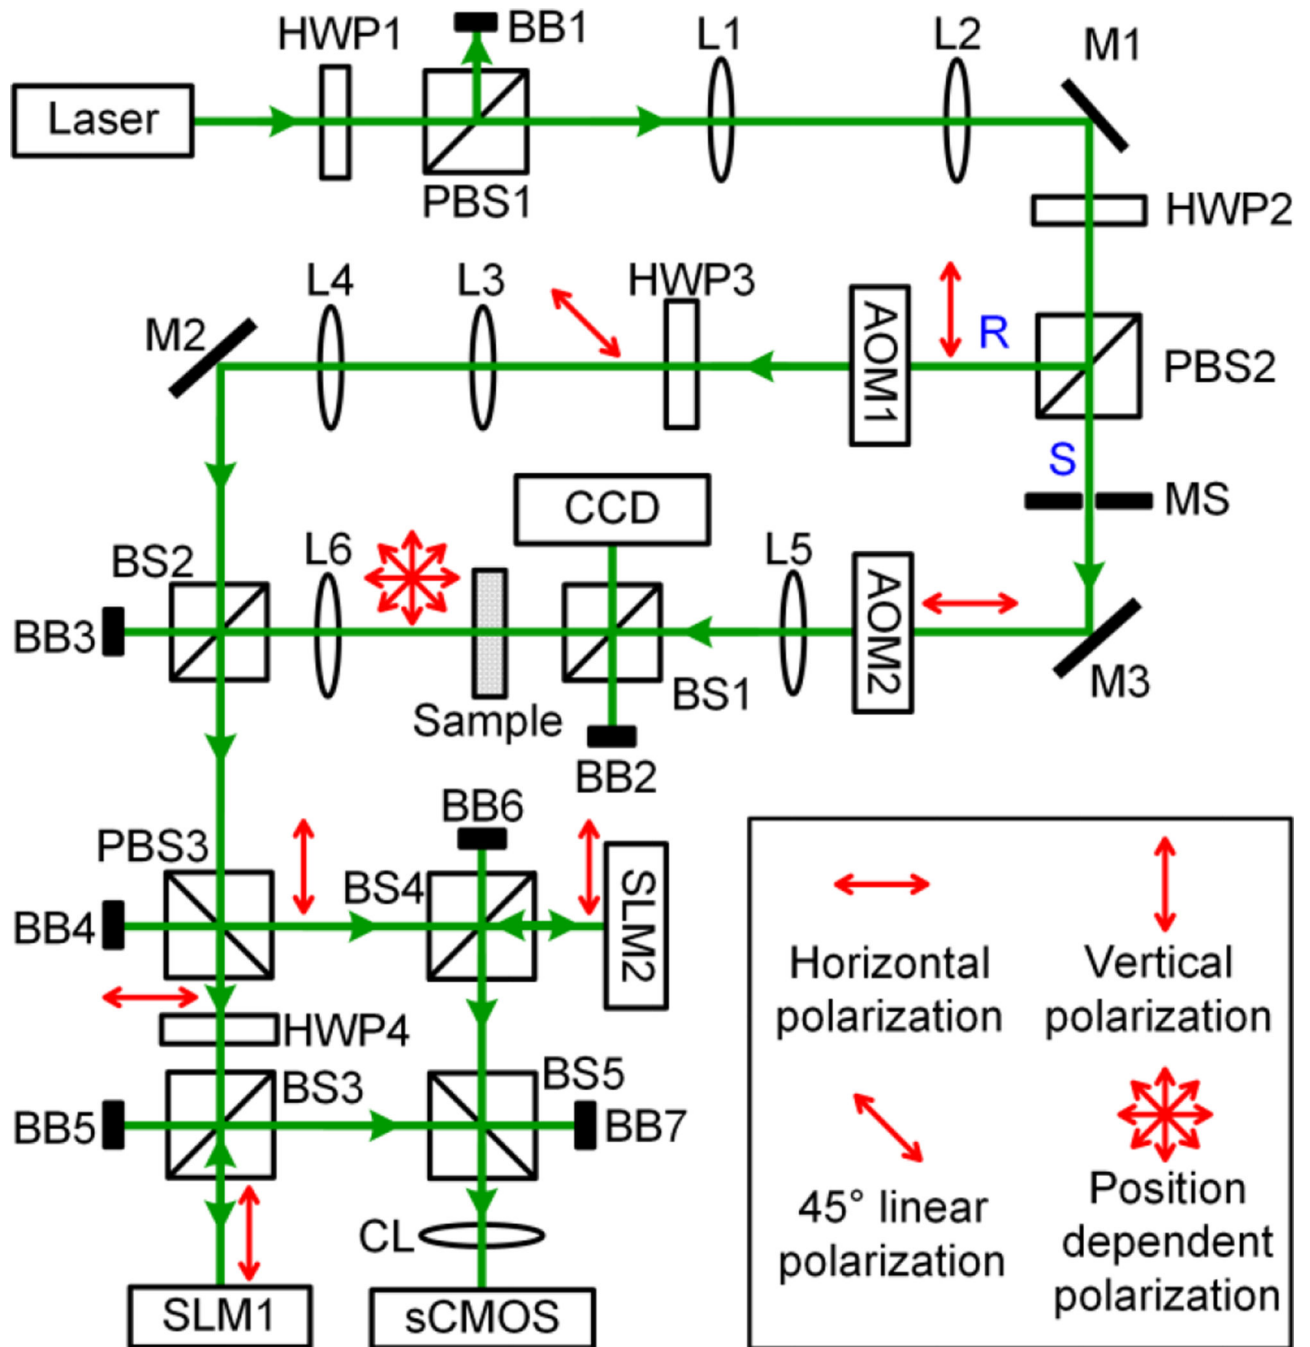 HWP1
BB1
L1
L2
M1
Laser
PBS1
HWP2
L4
L3
HWP3
AOM1
R
M2
PBS2
S
CCD
MS
BS2
L6
L5
AOM2
BB3
BS1
M3
Sample
BB2
BB6
PBS3
BS4
SLM2
BB4
Horizontal
polarization
Vertical
polarization
HWP4
BS3
BS5
BB5
BB7
45° linear
polarization
Position
dependent
polarization
CL
SLM1
sCMOS